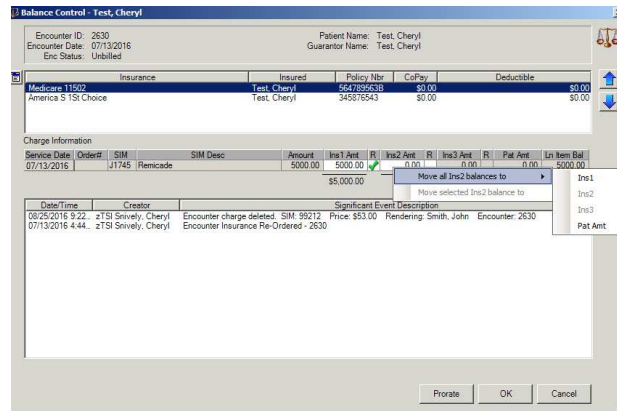 Balance Control - Test, Cheryl
Encounter ID: 2630 Patient Name: Test, Cheryl
Encounter Date: 07/13/2016 Guarantor Name: Test, Cheryl
Enc Status: Unbilled
Insurance Insured Policy Nbr CoPay Deductible
Medicare 11502 Test, Cheryl 564789563B $0.00 $0.00
America S 1St Choice Test, Cheryl 345876543 $0.00 $0.00
Charge Information
Service Date Order# SIM SIM Desc Amount Ins1 Amt R Ins2 Amt R Ins3 Amt R Pat Amt Ln Item Bal
07/13/2016 J1745 Remicade 5000.00 5000.00 0.00 0.00 0.00 5000.00
$5,000.00
Move all Ins2 balances to Ins1
Move selected Ins2 balance to Ins2
Ins3
Pat Amt
Date/Time Creator Significant Event Description
08/25/2016 9:22... zTSI Snively, Cheryl Encounter charge deleted. SIM: 99212 Price: $53.00 Rendering: Smith, John Encounter: 2630
07/13/2016 4:44... zTSI Snively, Cheryl Encounter Insurance Re-Ordered - 2630
Prorate OK Cancel